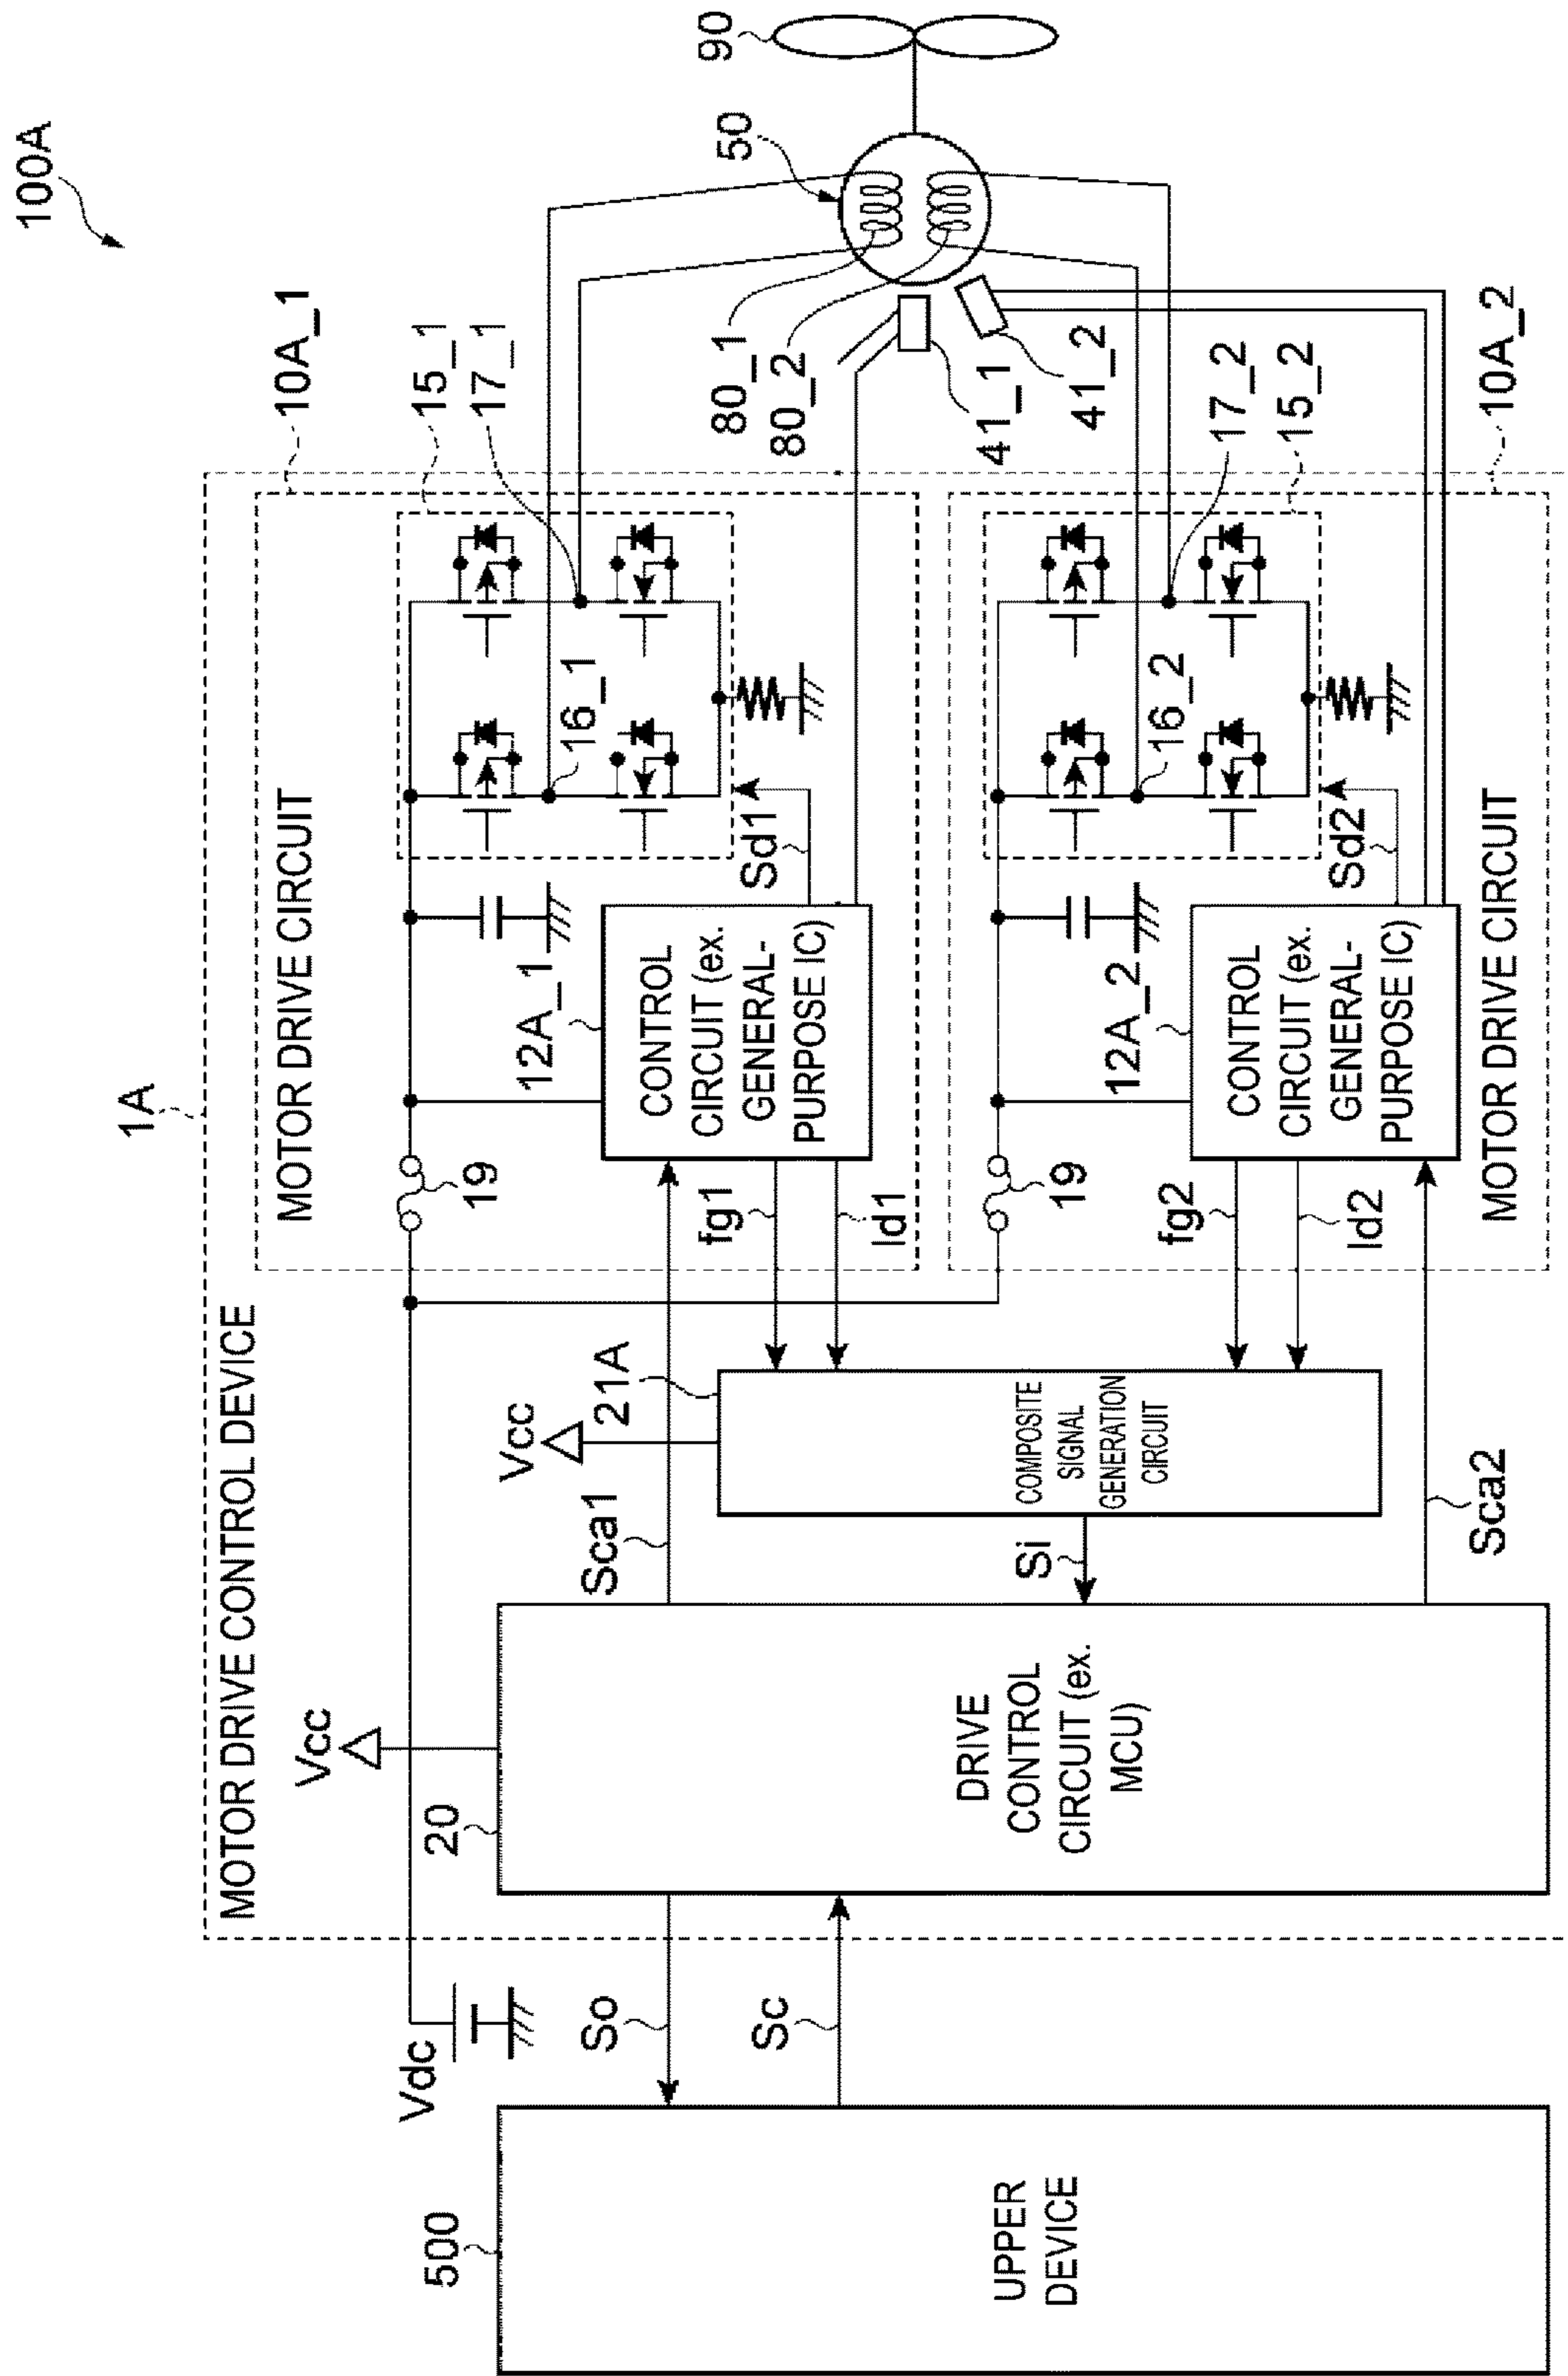 100A
1A
MOTOR DRIVE CONTROL DEVICE
10A_1
MOTOR DRIVE CIRCUIT
15_1
17_1
16_1
19
12A_1
CONTROL
CIRCUIT (ex.
GENERAL-
PURPOSE IC)
Sd1
fg1
Id1
Sca1
Vcc
21A
COMPOSITE
SIGNAL
GENERATION
CIRCUIT
Si
Vcc
20
DRIVE
CONTROL
CIRCUIT (ex.
MCU)
Vdc
So
Sc
500
UPPER
DEVICE
90
50
80_1
80_2
41_1
41_2
17_2
15_2
10A_2
16_2
19
12A_2
CONTROL
CIRCUIT (ex.
GENERAL-
PURPOSE IC)
Sd2
fg2
Id2
Sca2
MOTOR DRIVE CIRCUIT